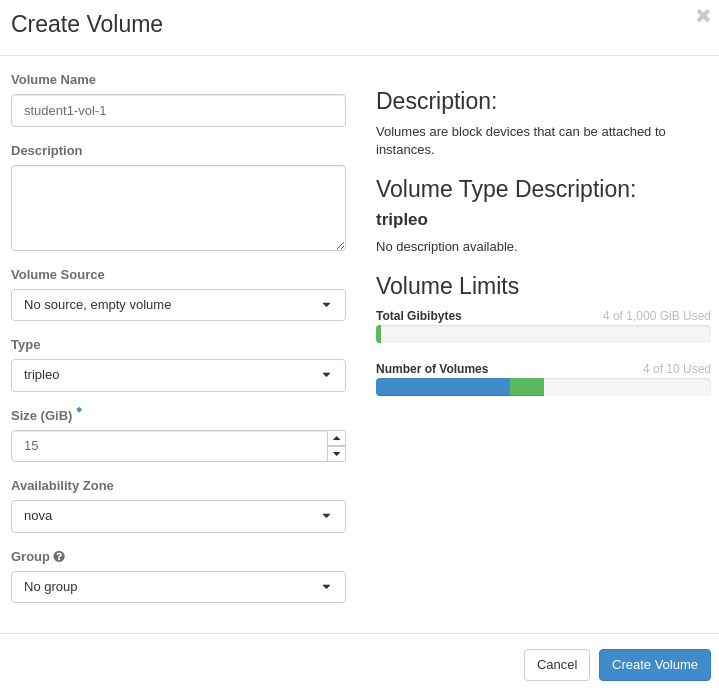 Create Volume
Volume Name
student1-vol-1
Description
Volume Source
No source, empty volume
Type
tripleo
Size (GiB) *
15
Availability Zone
nova
Group
No group
Description:
Volumes are block devices that can be attached to
instances.
Volume Type Description:
tripleo
No description available.
Volume Limits
Total Gibibytes 4 of 1,000 GiB Used
Number of Volumes 4 of 10 Used
Cancel Create Volume